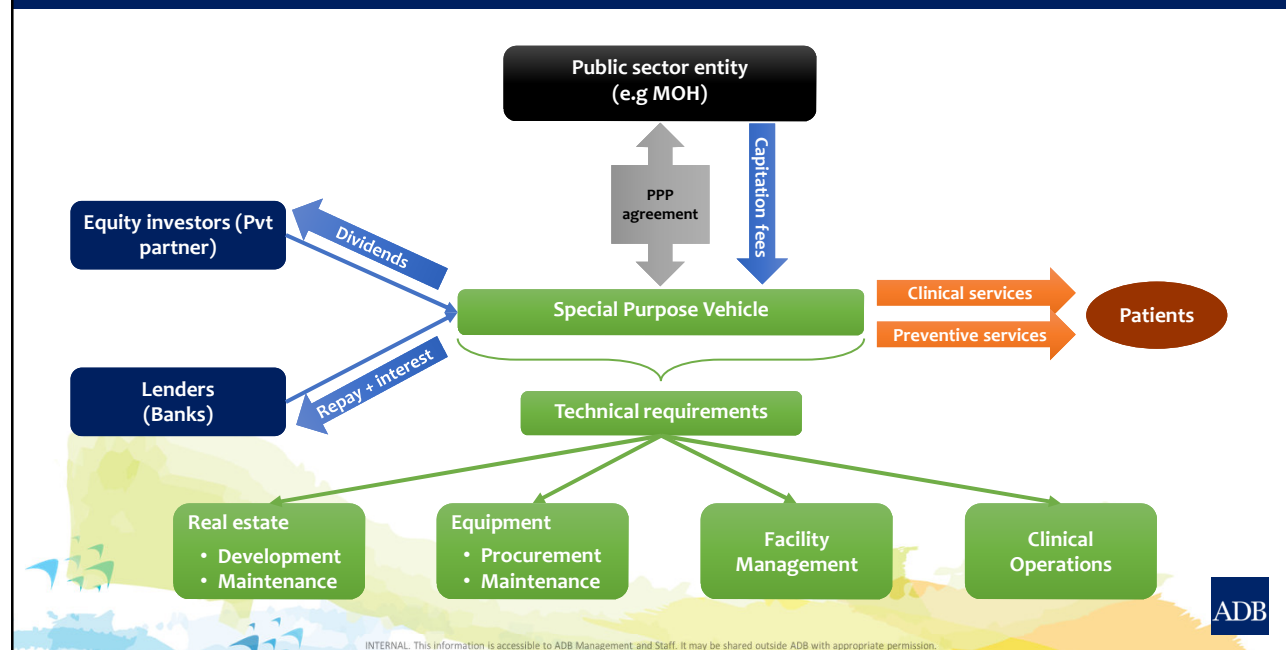 Public sector entity
(e.g MOH)
PPP
agreement
Capitation fees
Equity investors (Pvt
partner)
Dividends
Special Purpose Vehicle
Clinical services
Preventive services
Patients
Lenders
(Banks)
Repay + interest
Technical requirements
Real estate
• Development
• Maintenance
Equipment
• Procurement
• Maintenance
Facility
Management
Clinical
Operations
ADB
INTERNAL. This information is accessible to ADB Management and Staff. It may be shared outside ADB with appropriate permission.